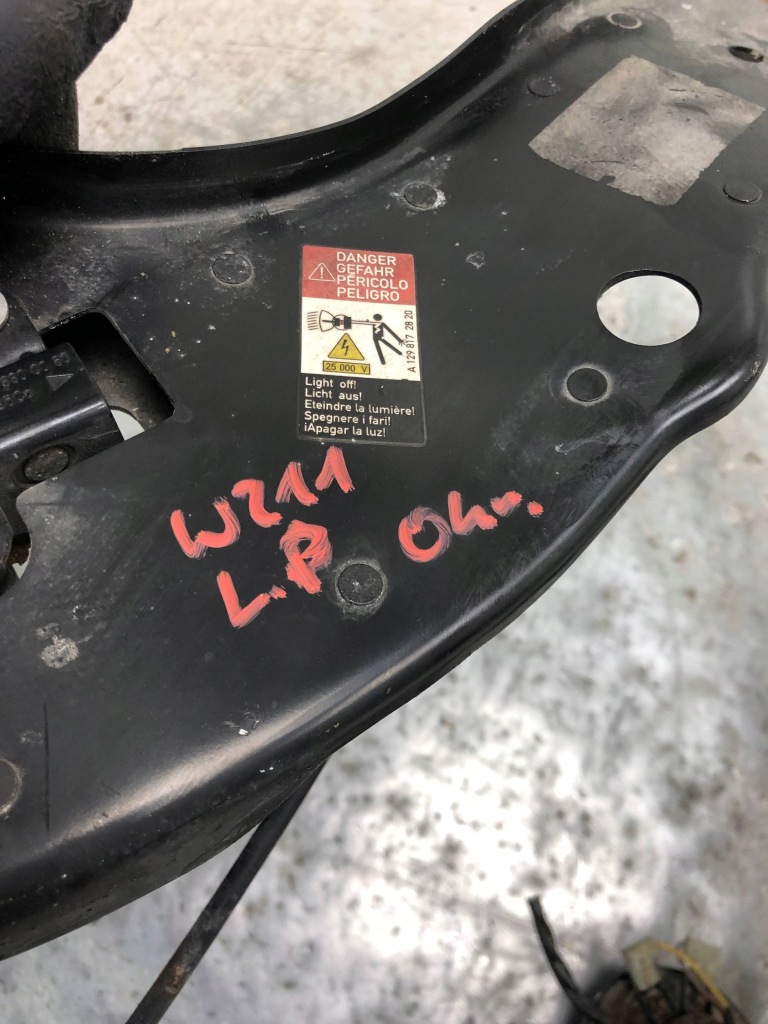 DANGER
GEFAHR
PERICOLO
PELIGRO
A 129 817 28 20
25 000 V
Light off!
Licht aus!
Eteindre la lumière!
Spegnere i fari!
¡Apagar la luz!
W211
L.P